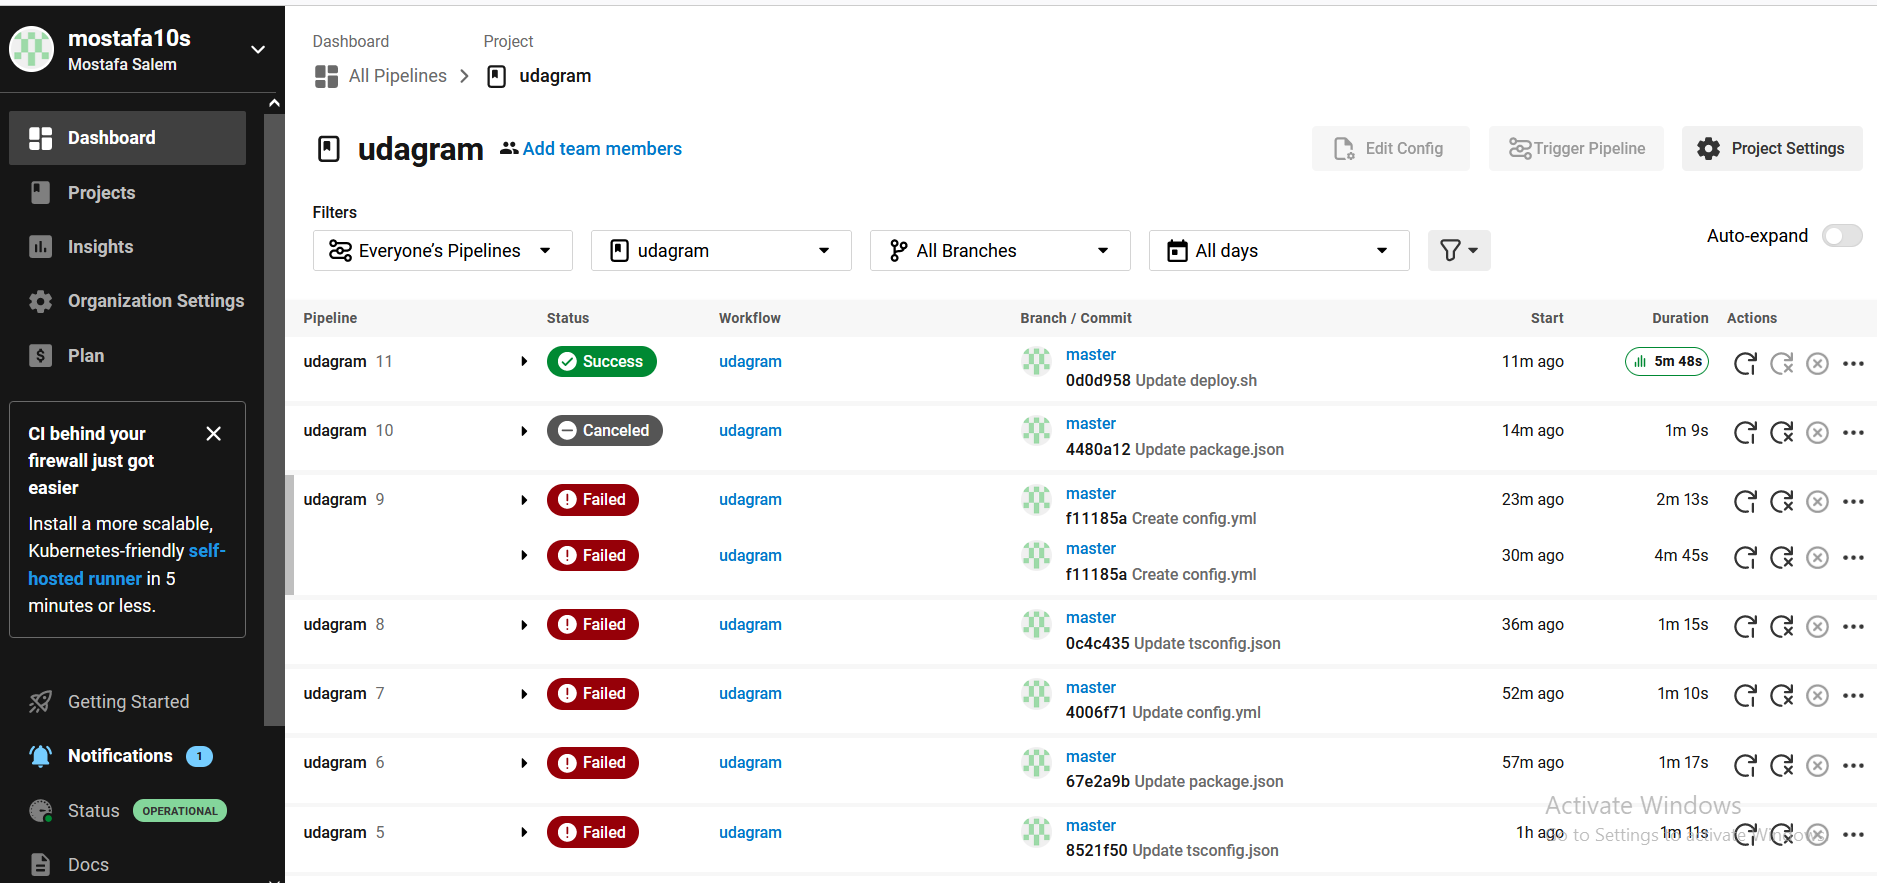 mostafa10s
Mostafa Salem
Dashboard
Projects
Insights
Organization Settings
Plan
CI behind your
firewall just got
easier
Install a more scalable,
Kubernetes-friendly self-
hosted runner in 5
minutes or less.
Getting Started
Notifications 1
Status OPERATIONAL
Docs
Dashboard Project
All Pipelines udagram
udagram Add team members
Edit Config Trigger Pipeline Project Settings
Filters
Everyone’s Pipelines udagram All Branches All days
Auto-expand
Pipeline Status Workflow Branch / Commit Start Duration Actions
udagram 11 Success udagram master 11m ago 5m 48s
0d0d958 Update deploy.sh
udagram 10 Canceled udagram master 14m ago 1m 9s
4480a12 Update package.json
udagram 9 Failed udagram master 23m ago 2m 13s
f11185a Create config.yml
Failed udagram master 30m ago 4m 45s
f11185a Create config.yml
udagram 8 Failed udagram master 36m ago 1m 15s
0c4c435 Update tsconfig.json
udagram 7 Failed udagram master 52m ago 1m 10s
4006f71 Update config.yml
udagram 6 Failed udagram master 57m ago 1m 17s
67e2a9b Update package.json
udagram 5 Failed udagram master 1h ago 1m 11s
8521f50 Update tsconfig.json
Activate Windows
Go to Settings to activate Windows.